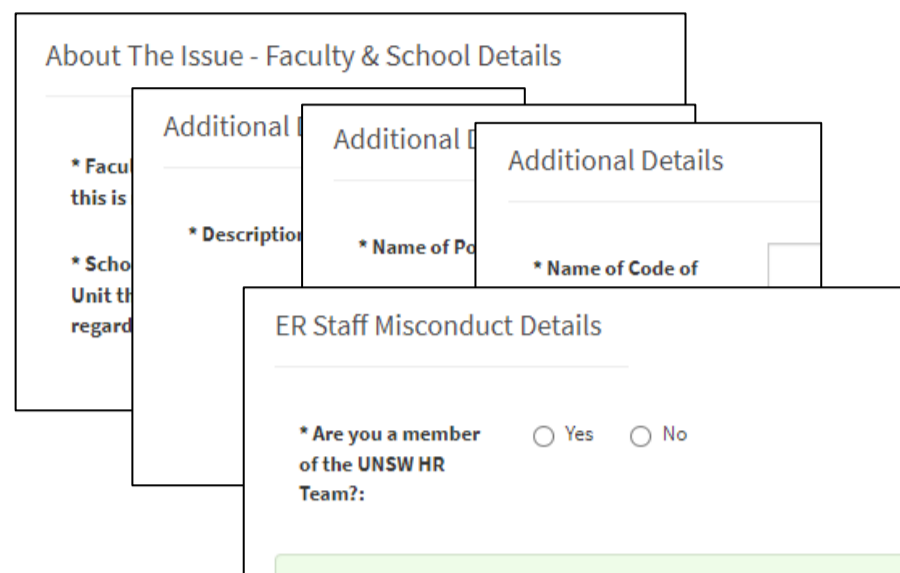 About The Issue - Faculty & School Details
* Facul
this is
* Scho
Unit th
regard
Additional
* Description
Additional D
* Name of Po
Additional Details
* Name of Code of
ER Staff Misconduct Details
* Are you a member
of the UNSW HR
Team?:
Yes
No